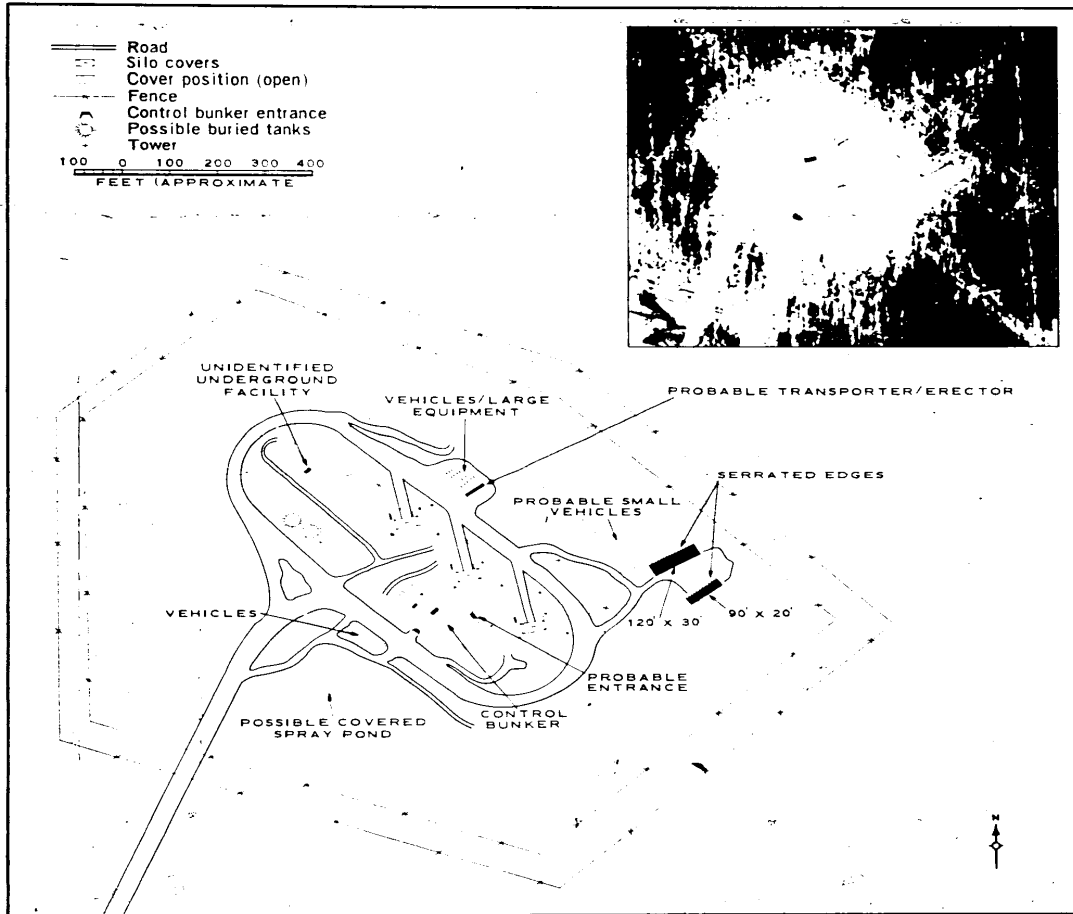 Road
Silo covers
Cover position (open)
Fence
Control bunker entrance
Possible buried tanks
Tower
100 0 100 200 300 400
FEET (APPROXIMATE
UNIDENTIFIED
UNDERGROUND
FACILITY
VEHICLES/LARGE
EQUIPMENT
PROBABLE TRANSPORTER/ERECTOR
SERRATED EDGES
PROBABLE SMALL
VEHICLES
VEHICLES
120' X 30'
90' X 20'
PROBABLE
ENTRANCE
CONTROL
BUNKER
POSSIBLE COVERED
SPRAY POND
N